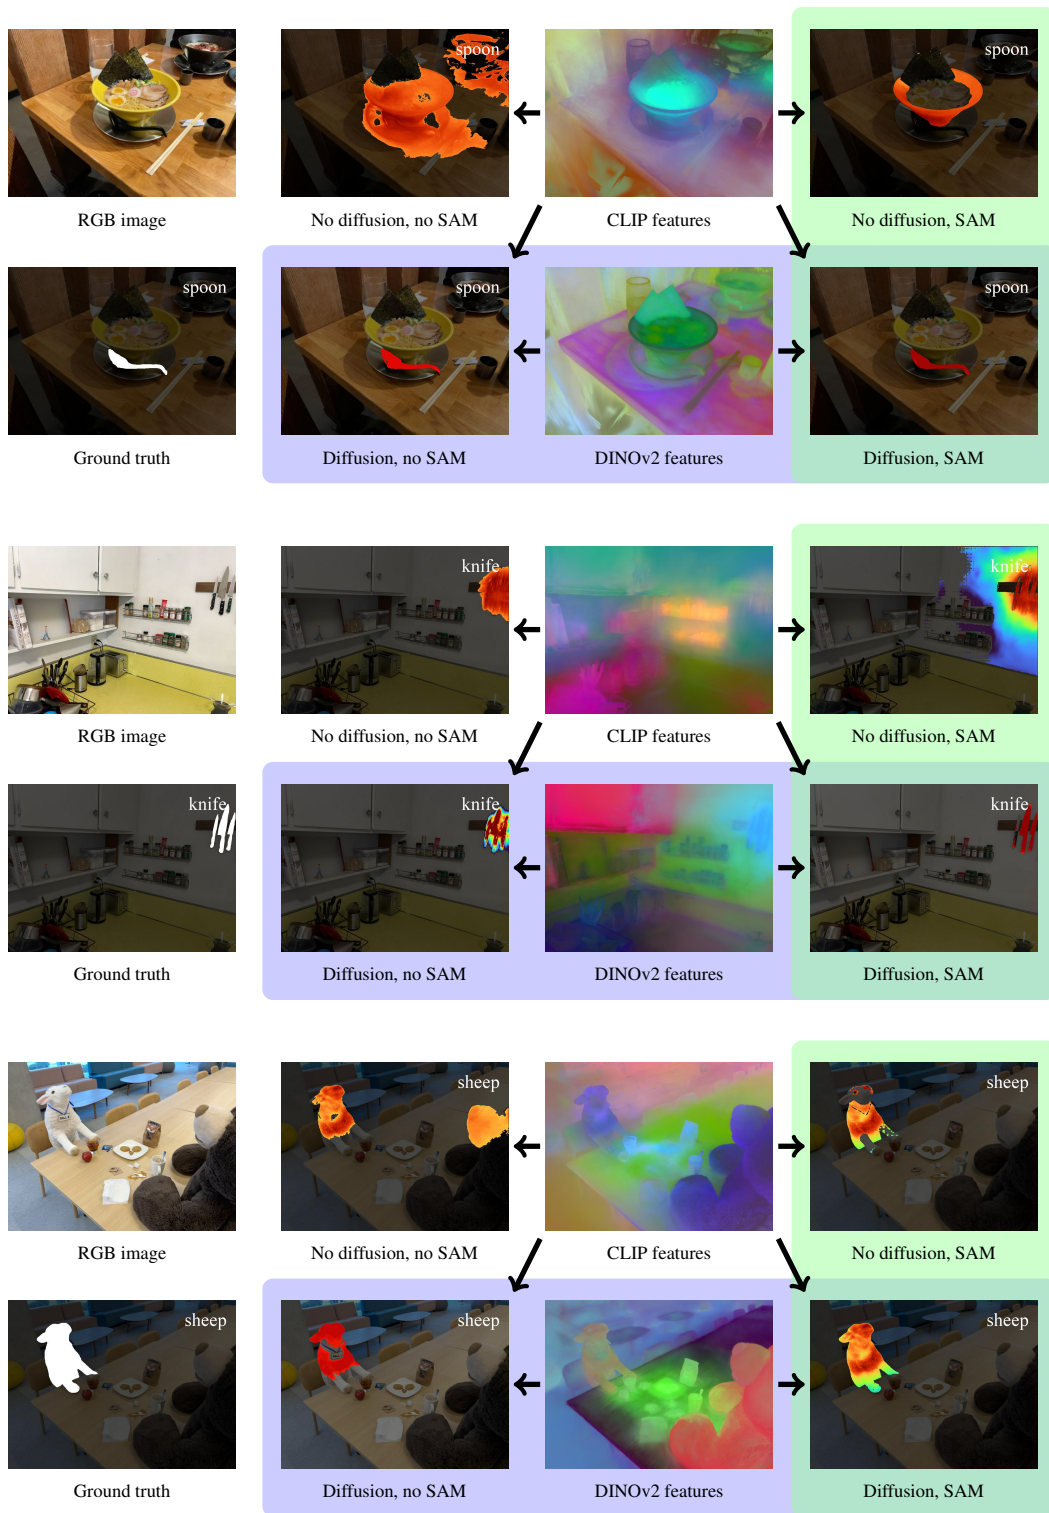 spoon
spoon
RGB image
No diffusion, no SAM
CLIP features
No diffusion, SAM
spoon
spoon
spoon
Ground truth
Diffusion, no SAM
DINOv2 features
Diffusion, SAM
knife
knife
RGB image
No diffusion, no SAM
CLIP features
No diffusion, SAM
knife
knife
knife
Ground truth
Diffusion, no SAM
DINOv2 features
Diffusion, SAM
sheep
sheep
RGB image
No diffusion, no SAM
CLIP features
No diffusion, SAM
sheep
sheep
sheep
Ground truth
Diffusion, no SAM
DINOv2 features
Diffusion, SAM